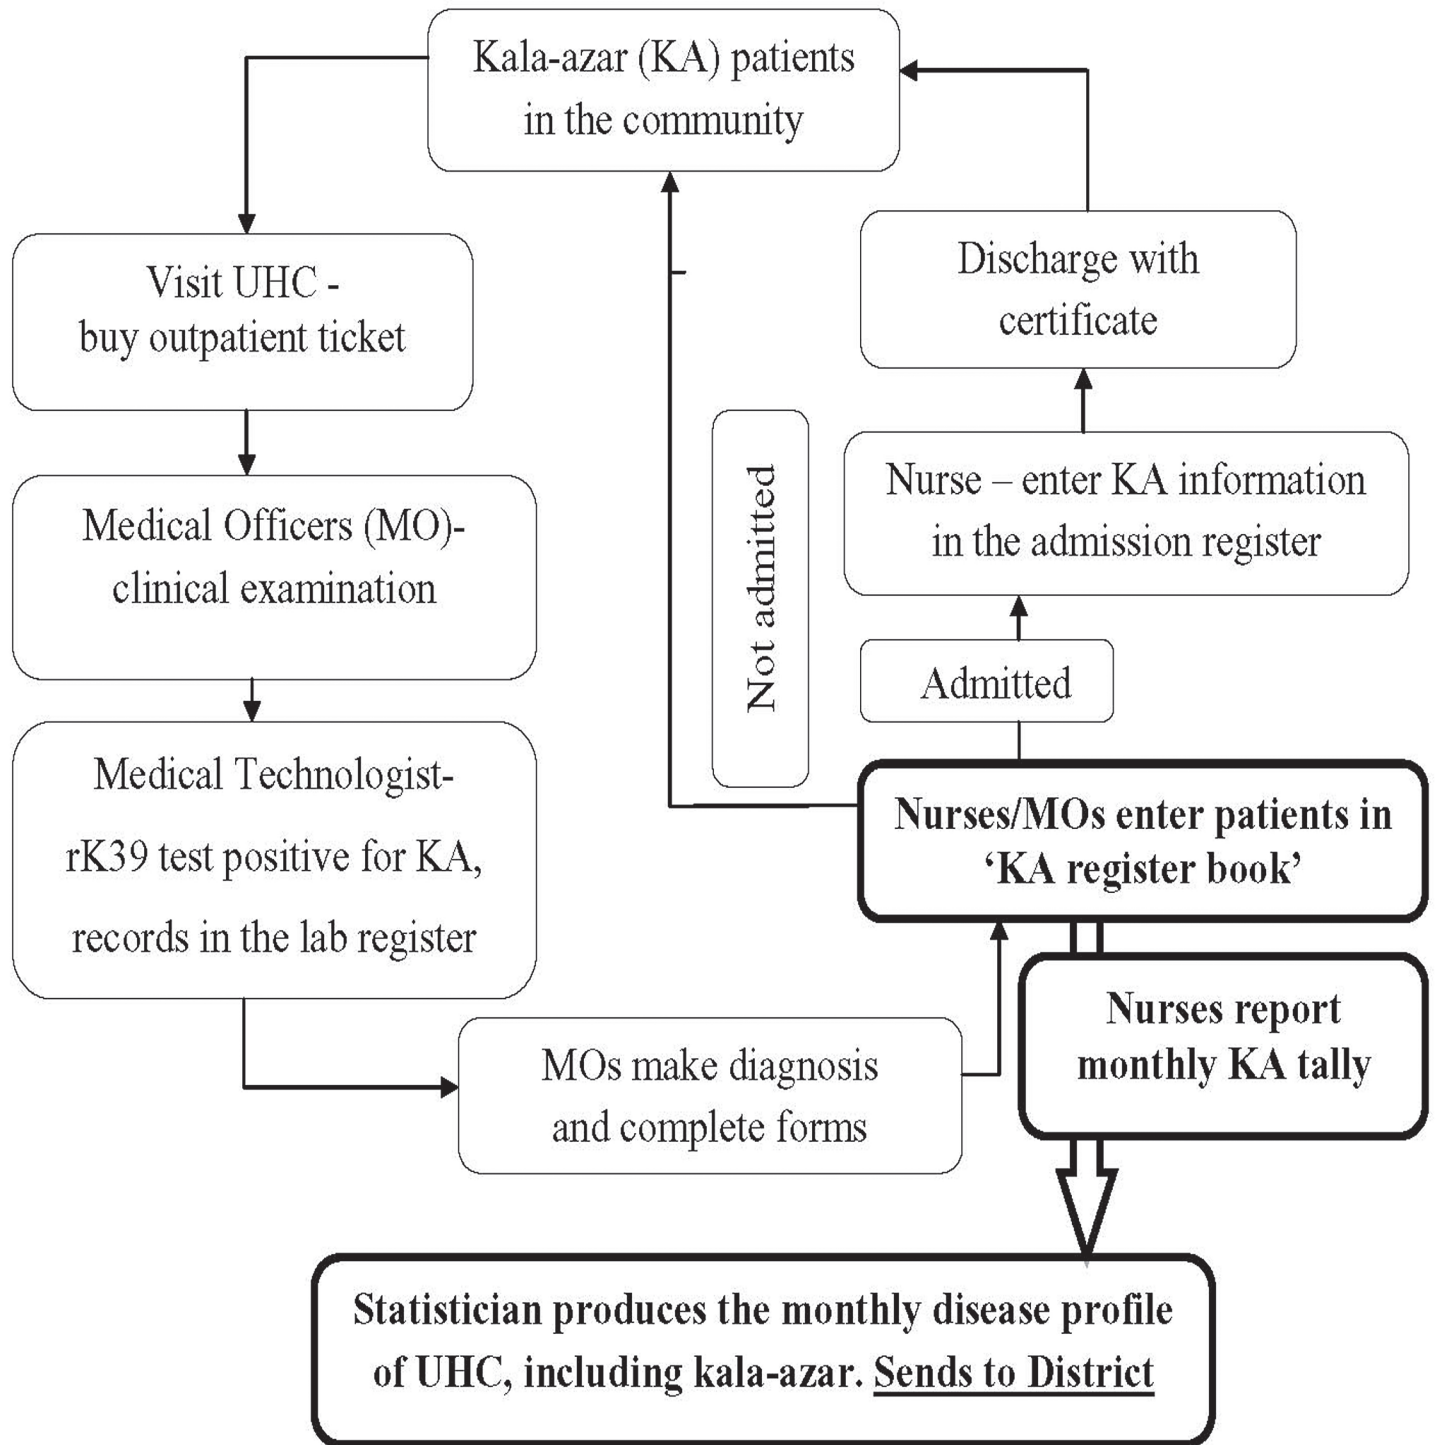 Kala-azar (KA) patients
in the community
Visit UHC -
buy outpatient ticket
Medical Officers (MO)-
clinical examination
Medical Technologist-
rK39 test positive for KA,
records in the lab register
MOs make diagnosis
and complete forms
Nurses/MOs enter patients in
‘KA register book’
Not admitted
Admitted
Nurse – enter KA information
in the admission register
Discharge with
certificate
Nurses report
monthly KA tally
Statistician produces the monthly disease profile
of UHC, including kala-azar. Sends to District